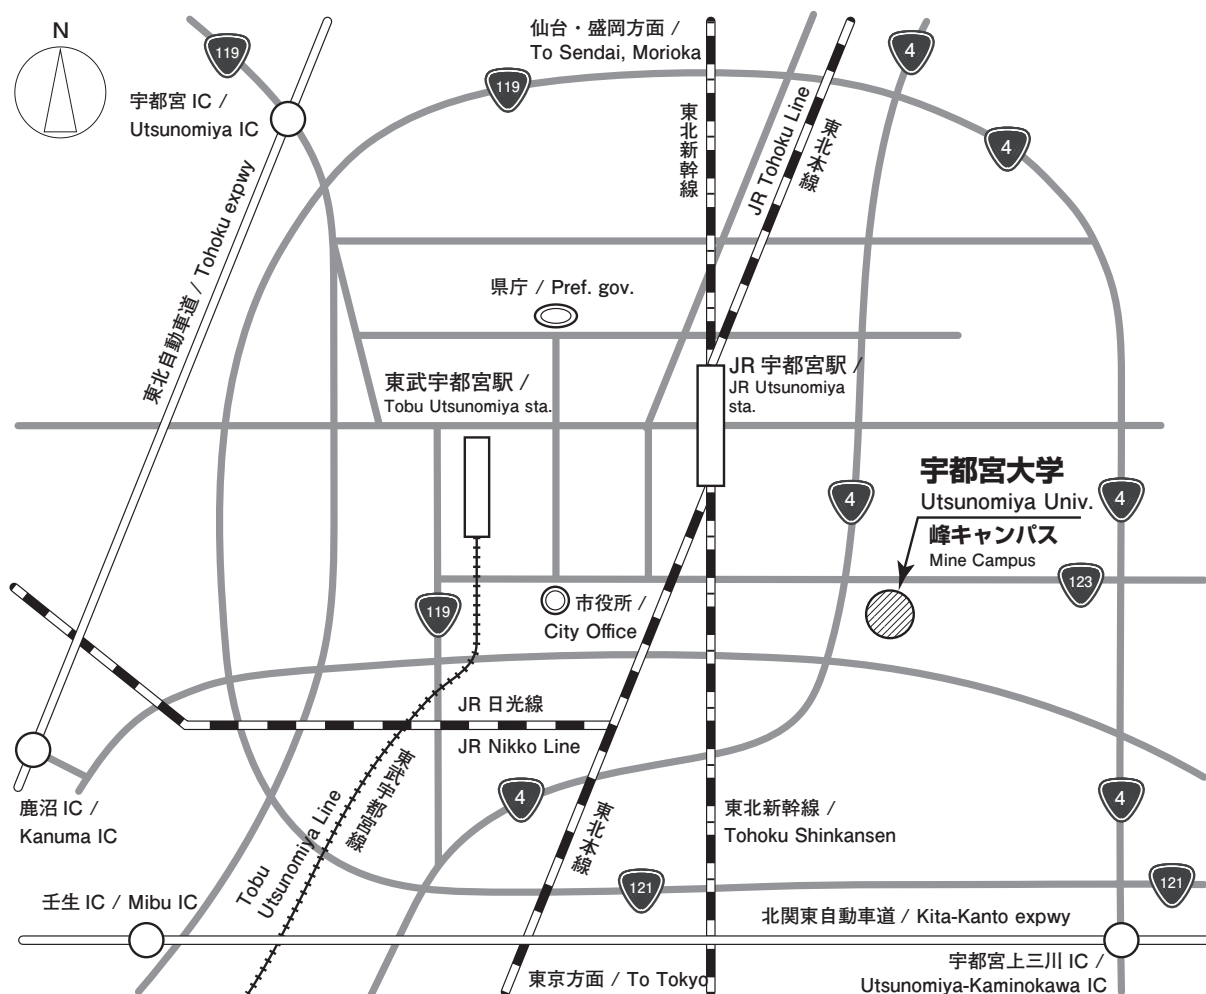 N
119
宇都宮 IC /
Utsunomiya IC
119
仙台・盛岡方面 /
To Sendai, Morioka
4
4
東北新幹線
JR Tohoku Line
東北本線
東北自動車道 / Tohoku expwy
県庁 / Pref. gov.
東武宇都宮駅 /
Tobu Utsunomiya sta.
JR 宇都宮駅 /
JR Utsunomiya
sta.
宇都宮大学
Utsunomiya Univ.
峰キャンパス
Mine Campus
4
4
123
119
市役所 /
City Office
JR 日光線
JR Nikko Line
鹿沼 IC /
Kanuma IC
東武宇都宮線
Tobu
Utsunomiya Line
4
東北本線
東北新幹線 /
Tohoku Shinkansen
4
121
121
壬生 IC / Mibu IC
北関東自動車道 / Kita-Kanto expwy
東京方面 / To Tokyo
宇都宮上三川 IC /
Utsunomiya-Kaminokawa IC